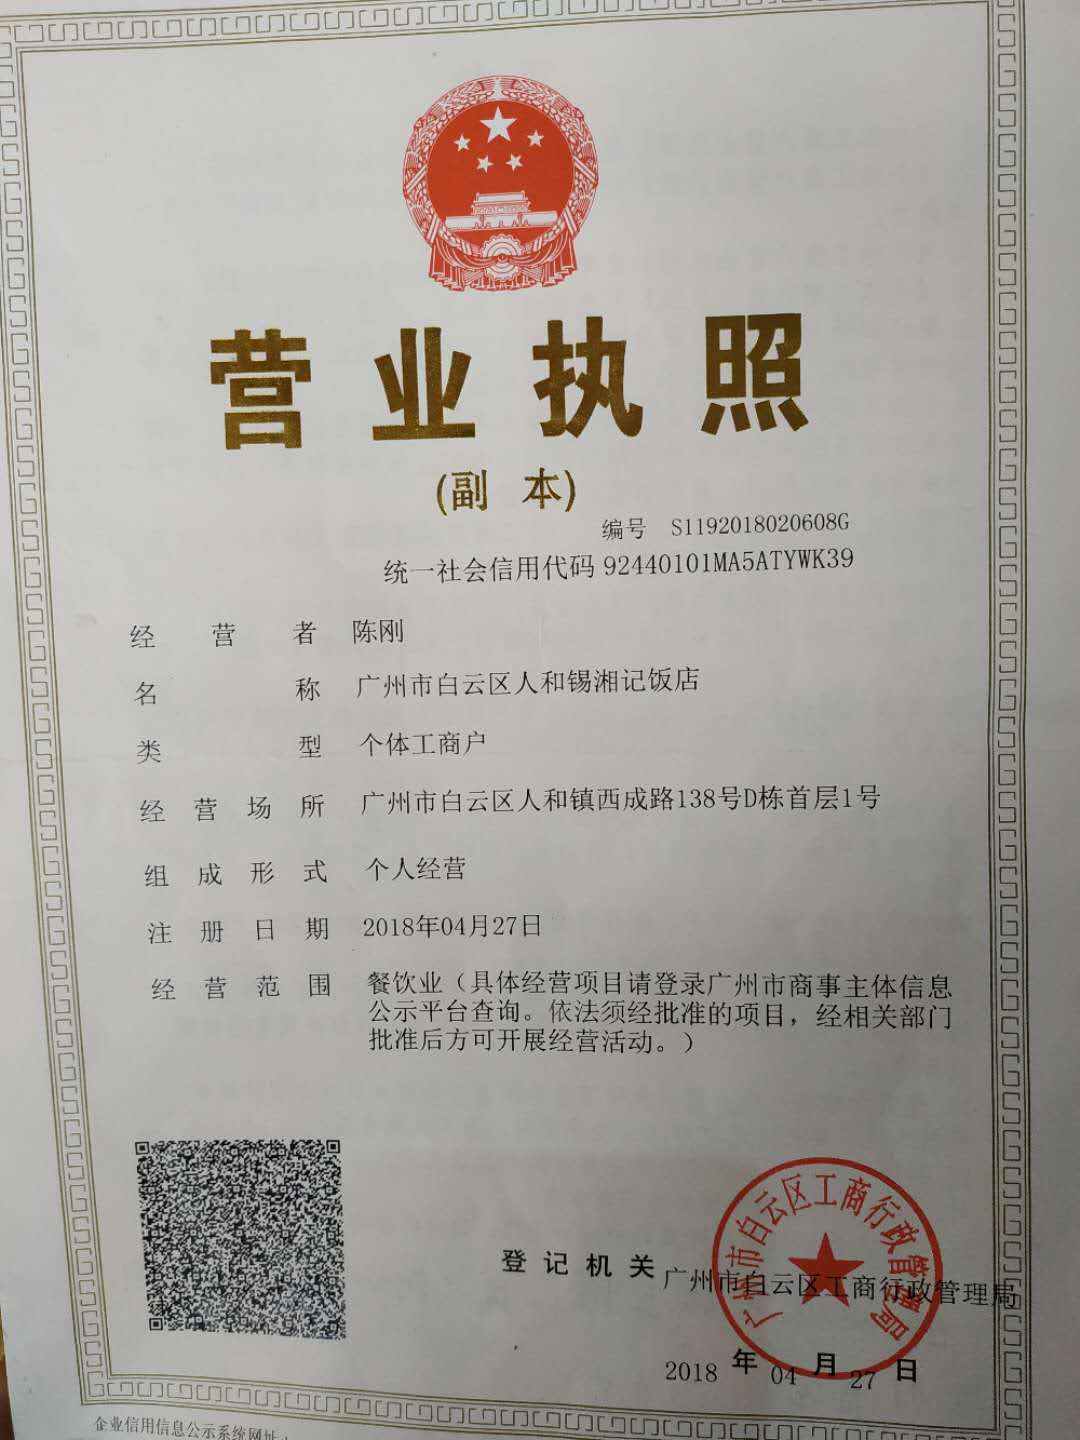 营业执照
(副 本)
编号 S1192018020608G
统一社会信用代码 92440101MA5ATYWK39
经营者 陈刚
名称 广州市白云区人和锡湘记饭店
类型 个体工商户
经营场所 广州市白云区人和镇西成路138号D栋首层1号
组成形式 个人经营
注册日期 2018年04月27日
经营范围 餐饮业（具体经营项目请登录广州市商事主体信息
公示平台查询。依法须经批准的项目，经相关部门
批准后方可开展经营活动。）
广州市白云区工商行政管理局
登记机关 广州市白云区工商行政管理局
2018 年 04 月 27 日
企业信用信息公示系统网址